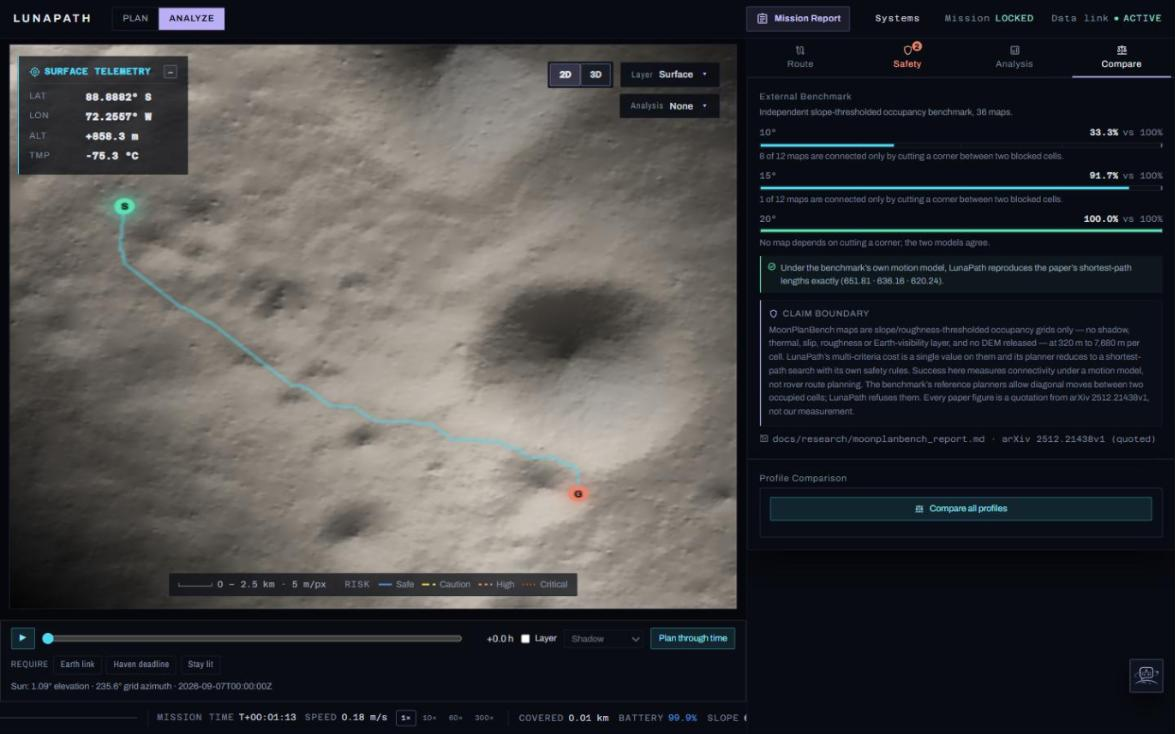 LUNAPATH
PLAN
ANALYZE
Mission Report
Systems
Mission LOCKED
Data link • ACTIVE
SURFACE TELEMETRY
–
LAT 88.8882° S
LON 72.2557° W
ALT +858.3 m
TMP -75.3 °C
2D
3D
Layer Surface
Analysis None
S
G
0 – 2.5 km · 5 m/px RISK Safe Caution High Critical
+0.0 h Layer Shadow Plan through time
REQUIRE Earth link Haven deadline Stay lit
Sun: 1.09° elevation · 235.6° grid azimuth · 2026-09-07T00:00:00Z
MISSION TIME T+00:01:13 SPEED 0.18 m/s 1× 10× 60× 300× COVERED 0.01 km BATTERY 99.9% SLOPE
Route
2
Safety
Analysis
Compare
External Benchmark
Independent slope-thresholded occupancy benchmark, 36 maps.
10° 33.3% vs 100%
8 of 12 maps are connected only by cutting a corner between two blocked cells.
15° 91.7% vs 100%
1 of 12 maps are connected only by cutting a corner between two blocked cells.
20° 100.0% vs 100%
No map depends on cutting a corner; the two models agree.
Under the benchmark's own motion model, LunaPath reproduces the paper's shortest-path
lengths exactly (651.81 · 636.16 · 620.24).
CLAIM BOUNDARY
MoonPlanBench maps are slope/roughness-thresholded occupancy grids only — no shadow,
thermal, slip, roughness or Earth-visibility layer, and no DEM released — at 320 m to 7,680 m per
cell. LunaPath's multi-criteria cost is a single value on them and its planner reduces to a shortest-
path search with its own safety rules. Success here measures connectivity under a motion model,
not rover route planning. The benchmark's reference planners allow diagonal moves between two
occupied cells; LunaPath refuses them. Every paper figure is a quotation from arXiv 2512.21438v1,
not our measurement.
docs/research/moonplanbench_report.md · arXiv 2512.21438v1 (quoted)
Profile Comparison
Compare all profiles